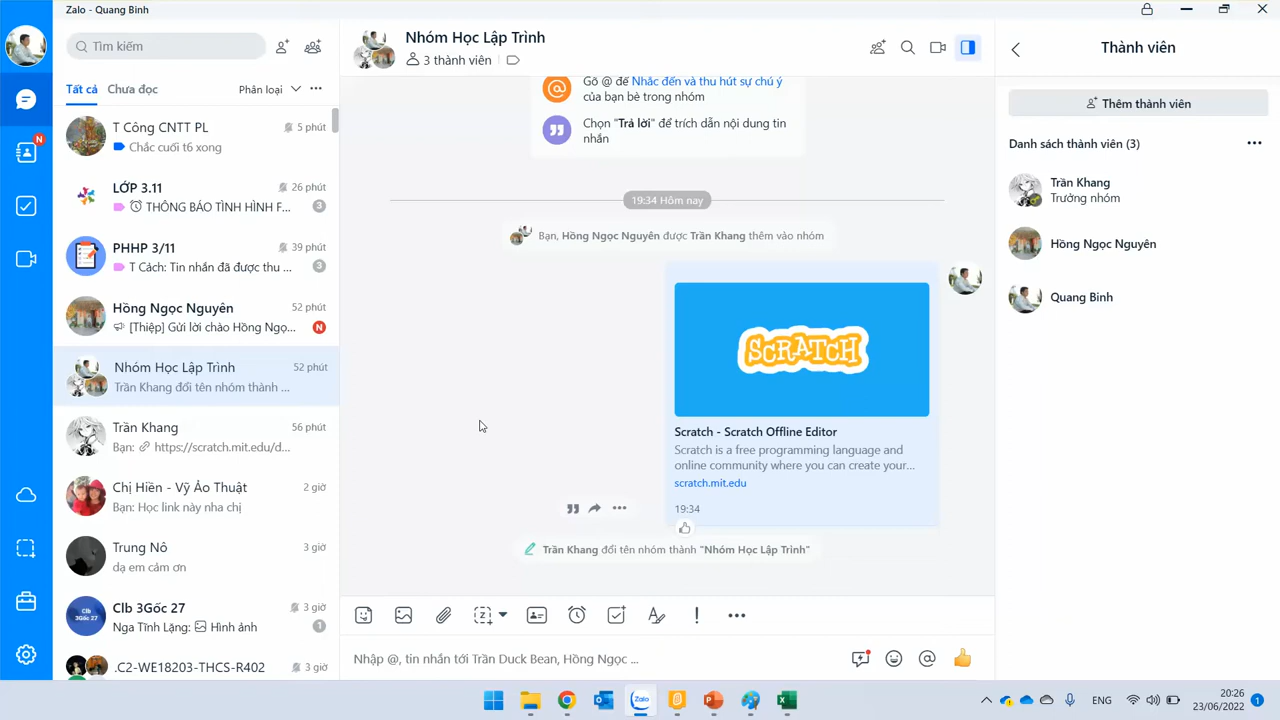 Zalo - Quang Binh
Tìm kiếm
Tất cả
Chưa đọc
Phân loại
T Công CNTT PL
5 phút
Chắc cuối t6 xong
LỚP 3.11
26 phút
THÔNG BÁO TÌNH HÌNH F...
3
PHHP 3/11
39 phút
T Cách: Tin nhắn đã được thu ...
3
Hồng Ngọc Nguyên
52 phút
[Thiệp] Gửi lời chào Hồng Ngọ...
N
Nhóm Học Lập Trình
52 phút
Trần Khang đổi tên nhóm thành ...
Trần Khang
56 phút
Bạn: https://scratch.mit.edu/d...
Chị Hiền - Vỹ Ảo Thuật
2 giờ
Bạn: Học link này nha chị
Trung Nô
3 giờ
dạ em cảm ơn
Clb 3Gốc 27
3 giờ
Nga Tĩnh Lặng: Hình ảnh
1
.C2-WE18203-THCS-R402
3 giờ
N
Clb
3Gốc 27
Nhóm Học Lập Trình
3 thành viên
Gõ @ để Nhắc đến và thu hút sự chú ý
của bạn bè trong nhóm
Chọn "Trả lời" để trích dẫn nội dung tin
nhắn
19:34 Hôm nay
Bạn, Hồng Ngọc Nguyên được Trần Khang thêm vào nhóm
SCRATCH
Scratch - Scratch Offline Editor
Scratch is a free programming language and
online community where you can create your...
scratch.mit.edu
19:34
Trần Khang đổi tên nhóm thành "Nhóm Học Lập Trình"
Nhập @, tin nhắn tới Trần Duck Bean, Hồng Ngọc ...
Thành viên
Thêm thành viên
Danh sách thành viên (3)
Trần Khang
Trưởng nhóm
Hồng Ngọc Nguyên
Quang Binh
Zalo
ENG
20:26
23/06/2022
1